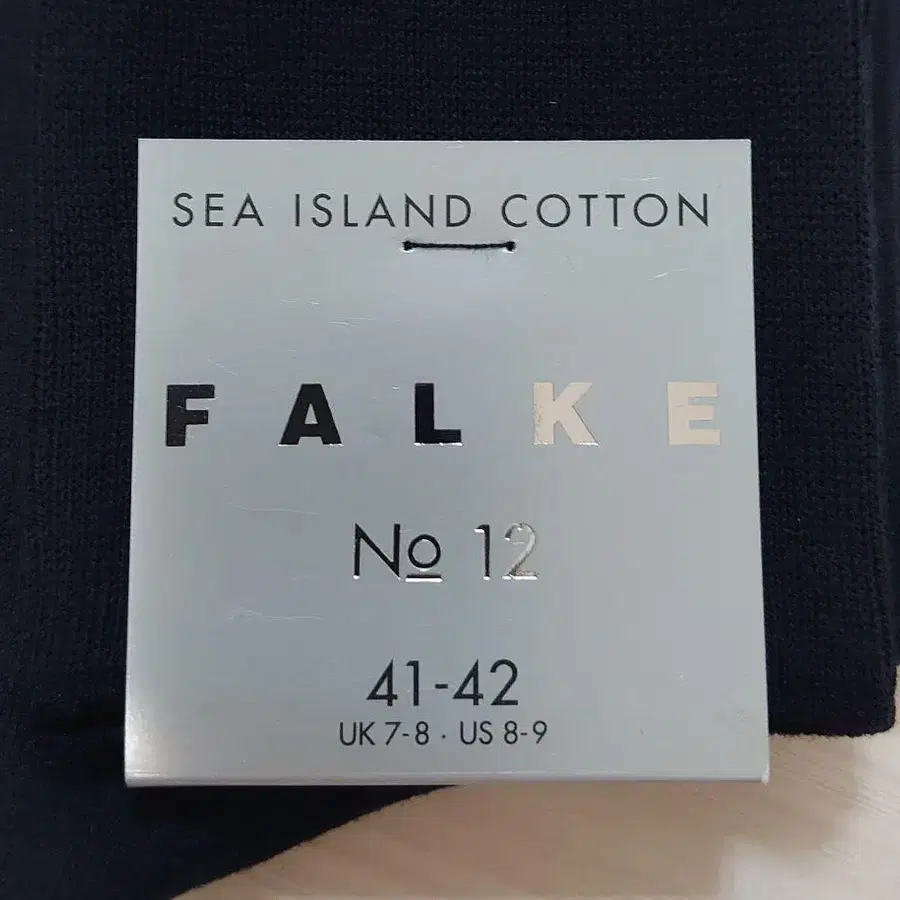 SEA ISLAND COTTON
FALKE
No 12
41-42
UK 7-8 · US 8-9